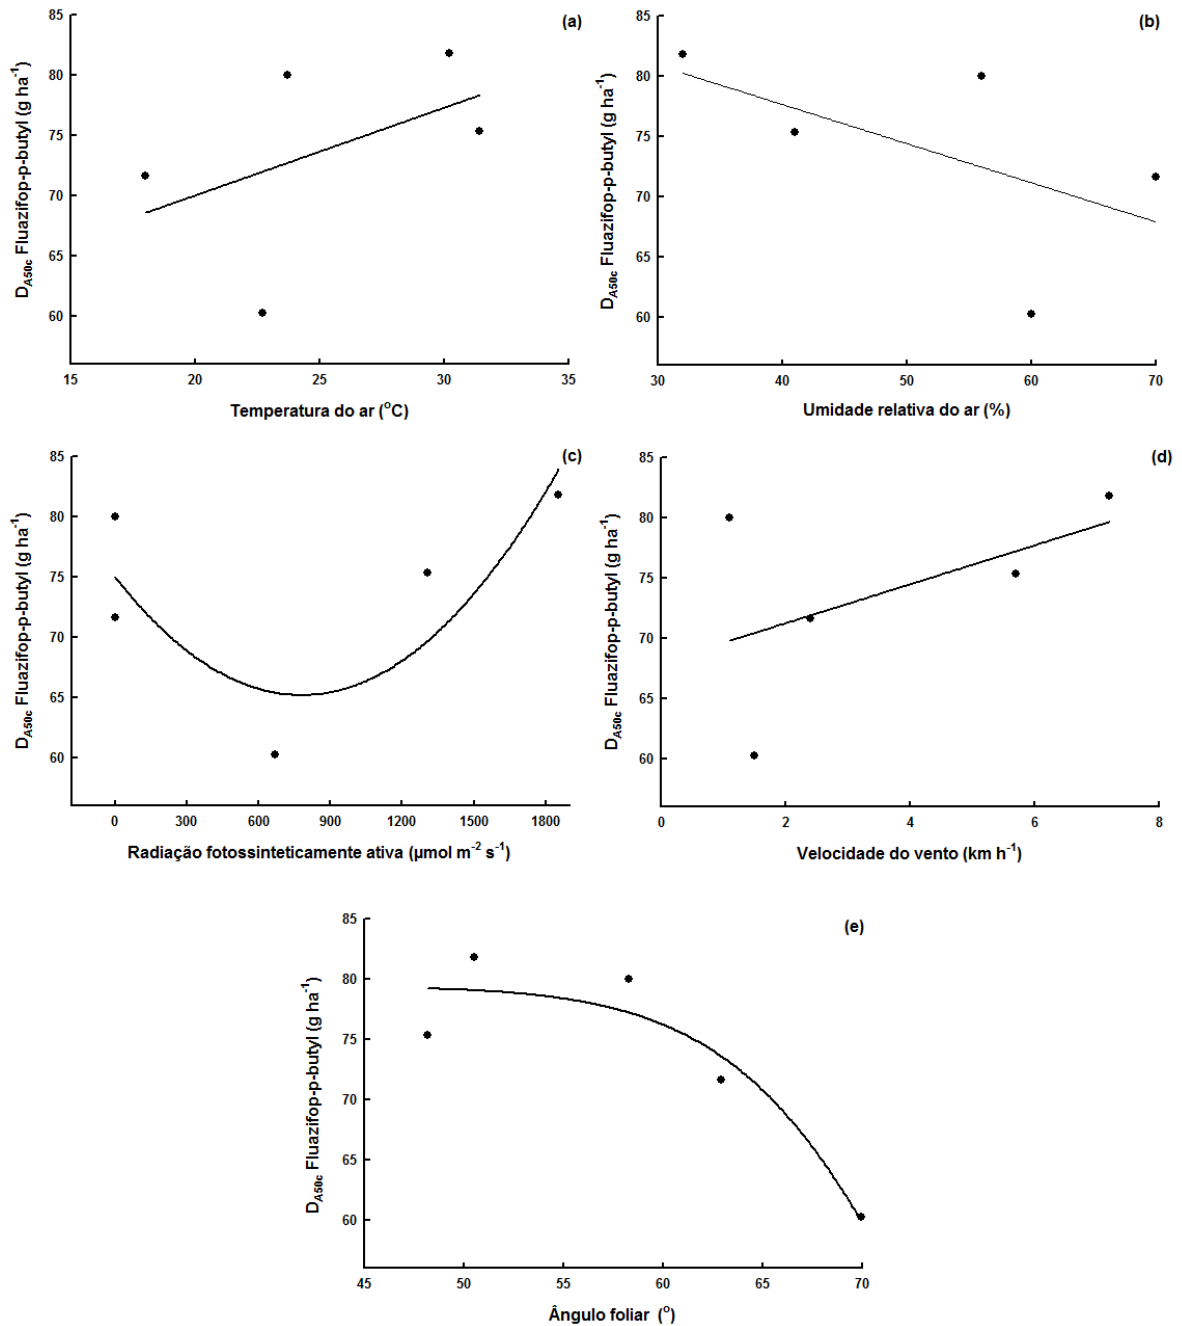 (a)
D_A50c Fluazifop-p-butyl (g ha⁻¹)
85
80
75
70
65
60
15 20 25 30 35
Temperatura do ar (°C)
(b)
D_A50c Fluazifop-p-butyl (g ha⁻¹)
85
80
75
70
65
60
30 40 50 60 70
Umidade relativa do ar (%)
(c)
D_A50c Fluazifop-p-butyl (g ha⁻¹)
85
80
75
70
65
60
0 300 600 900 1200 1500 1800
Radiação fotossinteticamente ativa (µmol m⁻² s⁻¹)
(d)
D_A50c Fluazifop-p-butyl (g ha⁻¹)
85
80
75
70
65
60
0 2 4 6 8
Velocidade do vento (km h⁻¹)
(e)
D_A50c Fluazifop-p-butyl (g ha⁻¹)
85
80
75
70
65
60
45 50 55 60 65 70
Ângulo foliar (°)